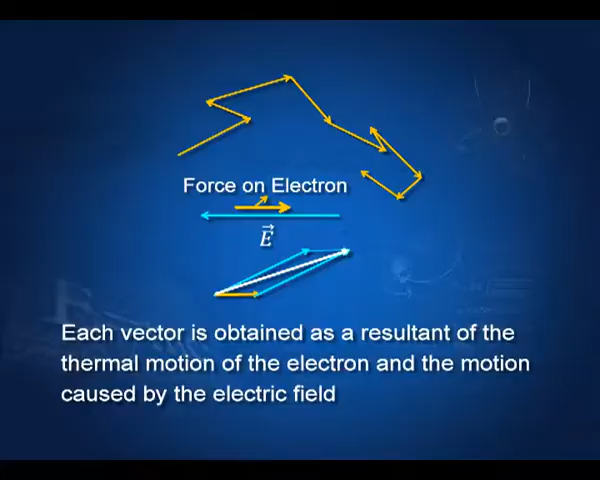 Force on Electron
E⃗
Each vector is obtained as a resultant of the
thermal motion of the electron and the motion
caused by the electric field